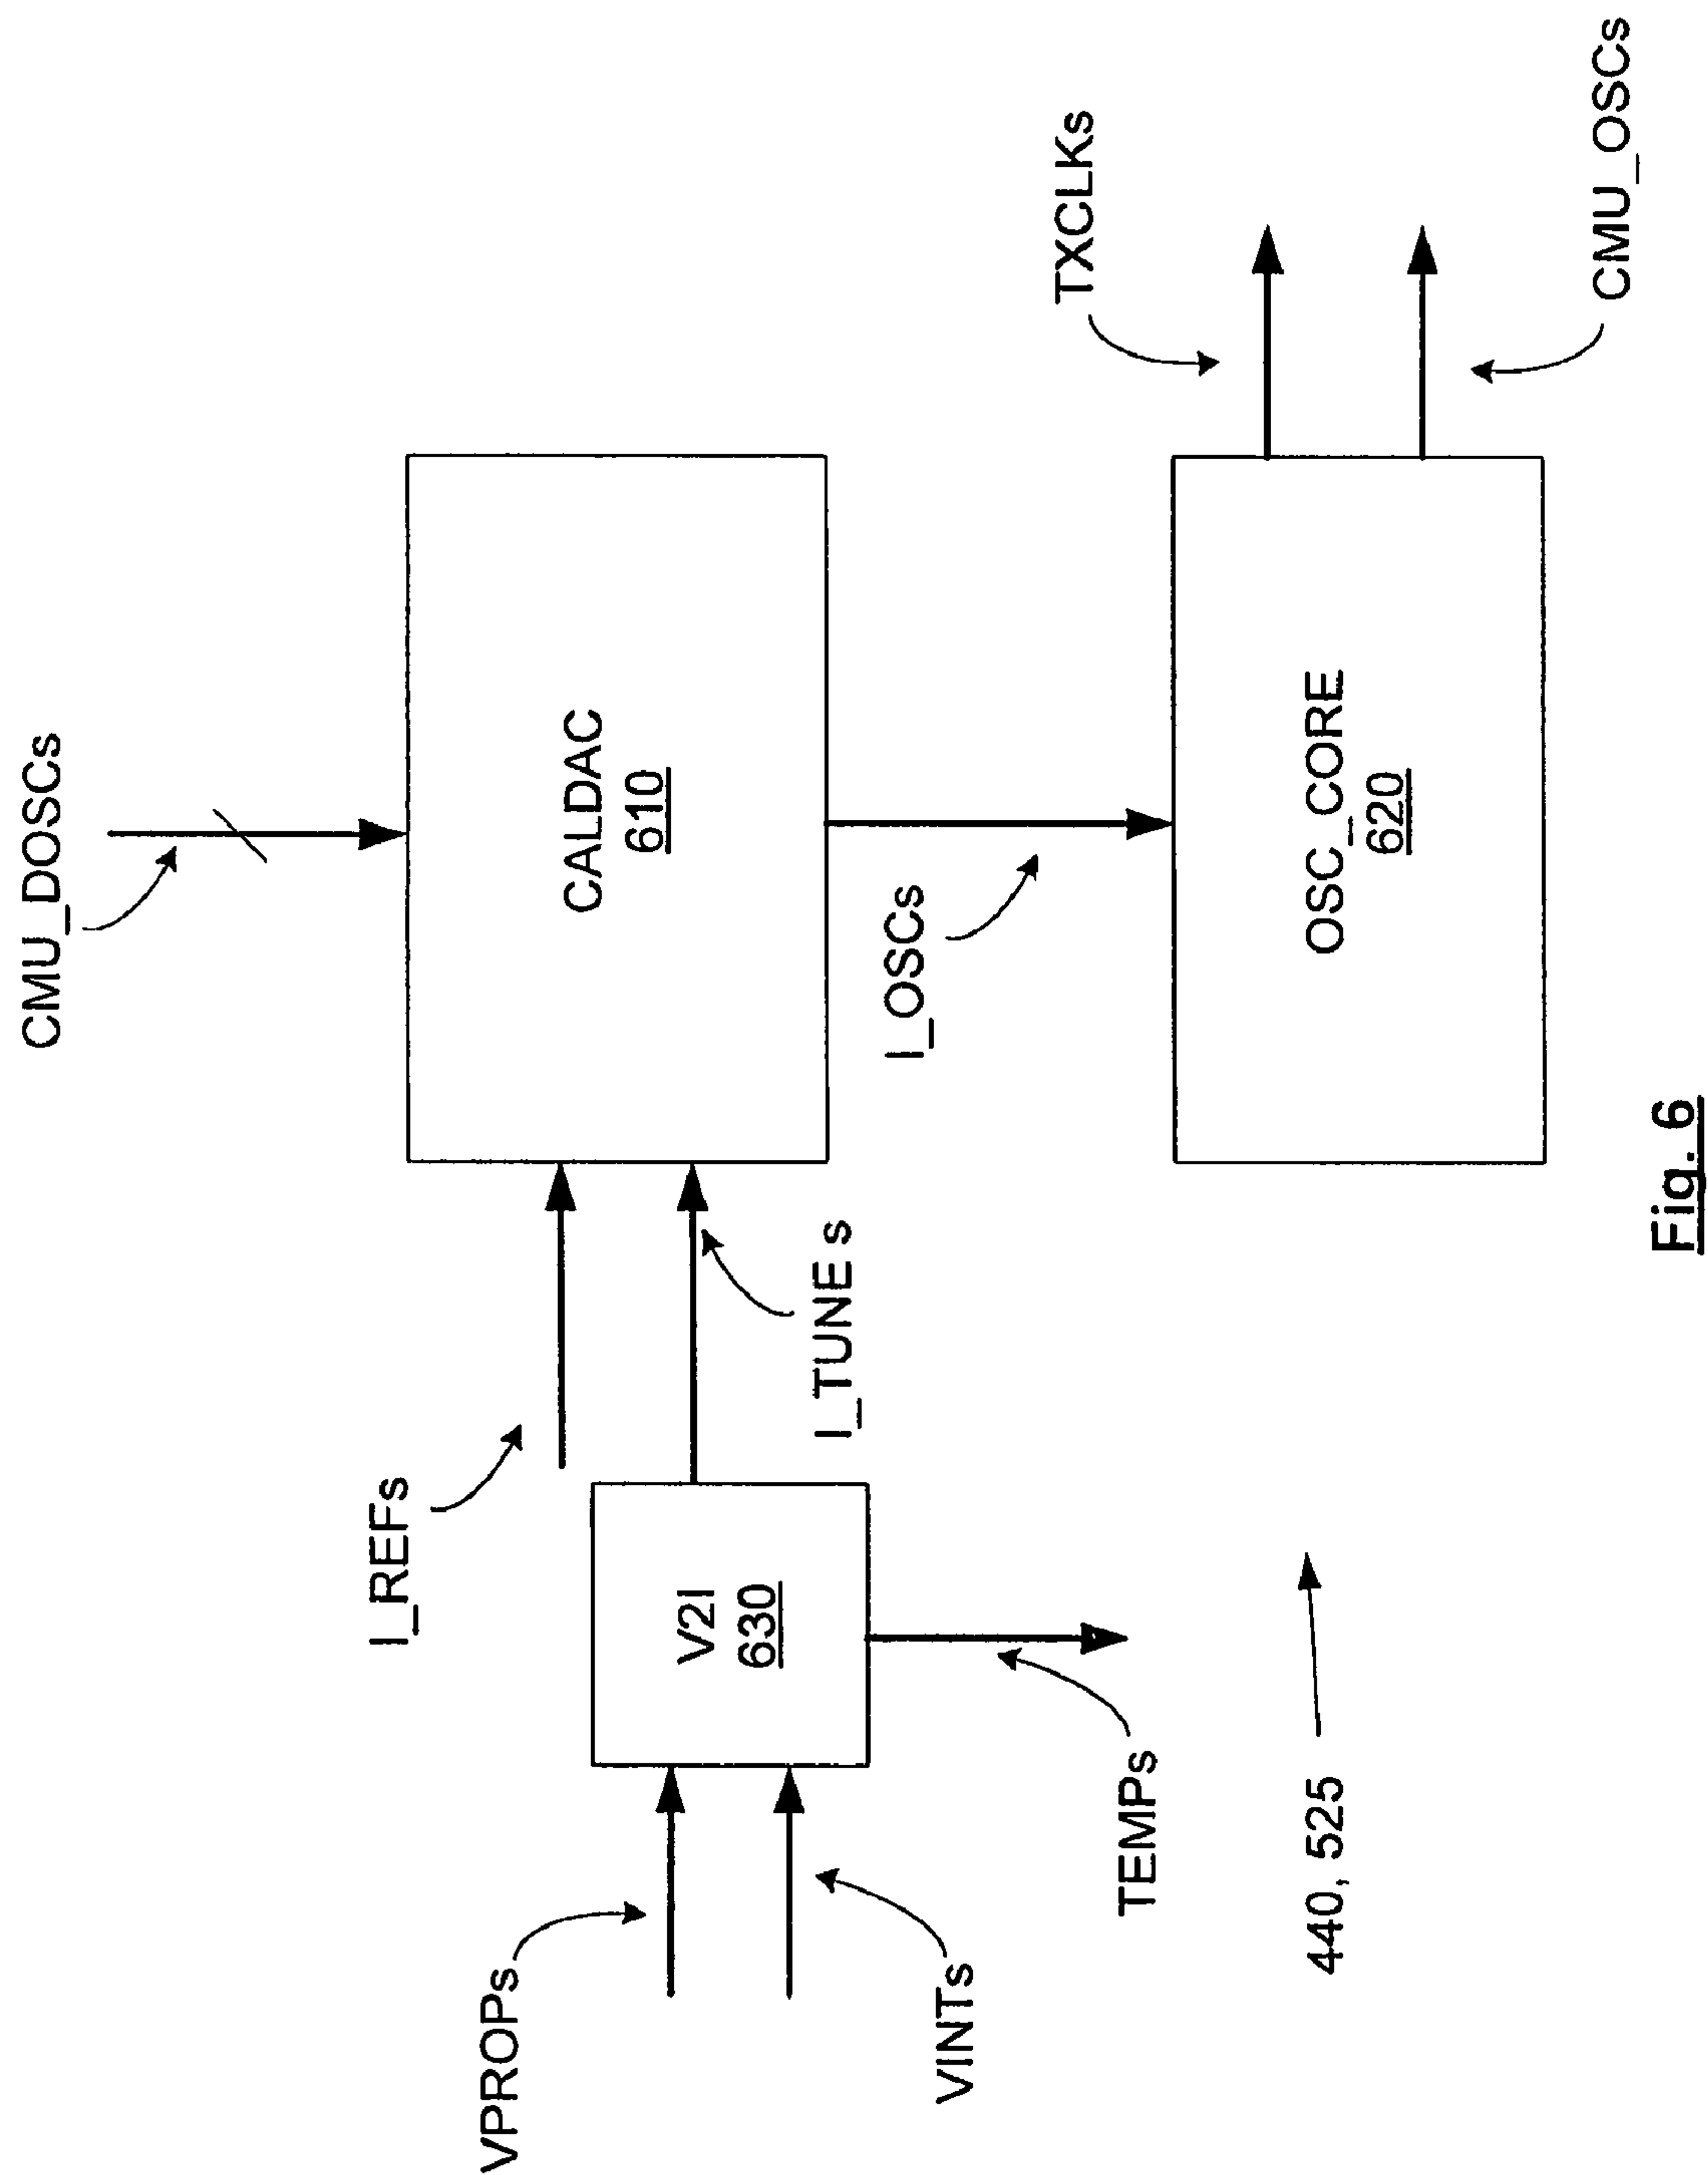 CMU_DOSCs
I_REFs
CALDAC
610
VPROPs
V2I
630
I_TUNE s
VINTs
I_OSCs
TXCLKs
TEMPs
OSC_CORE
620
440, 525
CMU_OSCs
Fig. 6